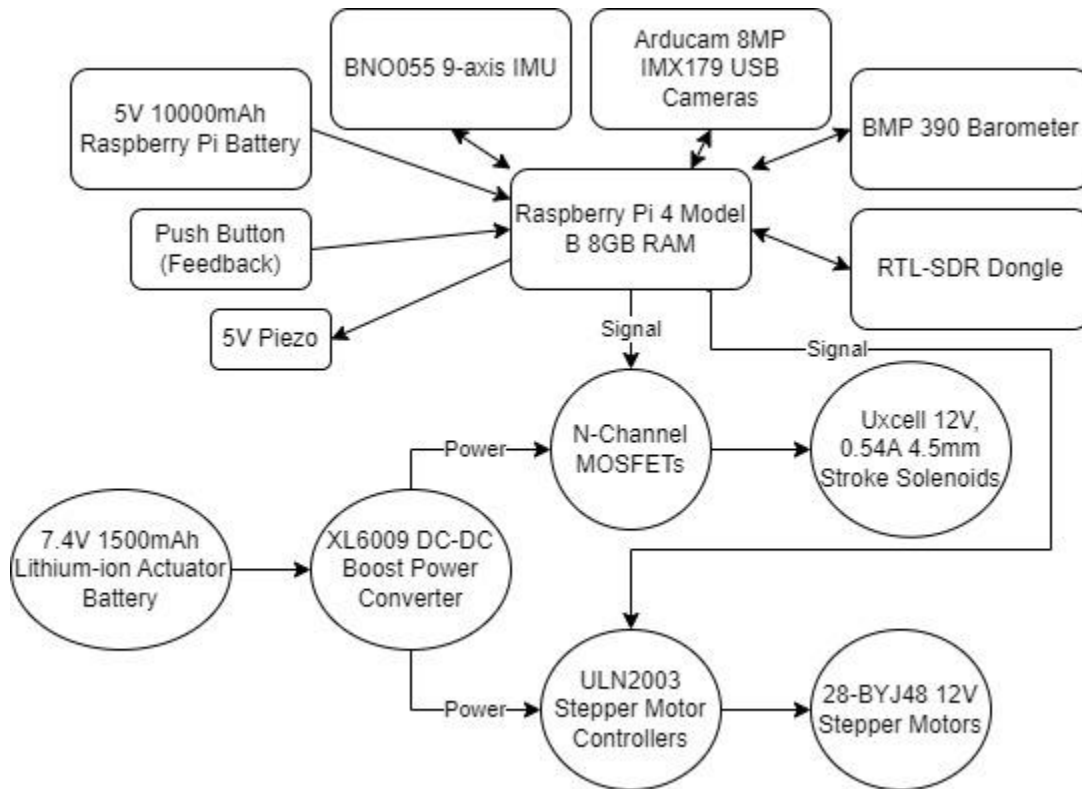 BNO055 9-axis IMU
Arducam 8MP
IMX179 USB
Cameras
5V 10000mAh
Raspberry Pi Battery
BMP 390 Barometer
Raspberry Pi 4 Model
B 8GB RAM
Push Button
(Feedback)
RTL-SDR Dongle
5V Piezo
Signal
Signal
N-Channel
MOSFETs
Uxcell 12V,
0.54A 4.5mm
Stroke Solenoids
Power
7.4V 1500mAh
Lithium-ion Actuator
Battery
XL6009 DC-DC
Boost Power
Converter
Power
ULN2003
Stepper Motor
Controllers
28-BYJ48 12V
Stepper Motors